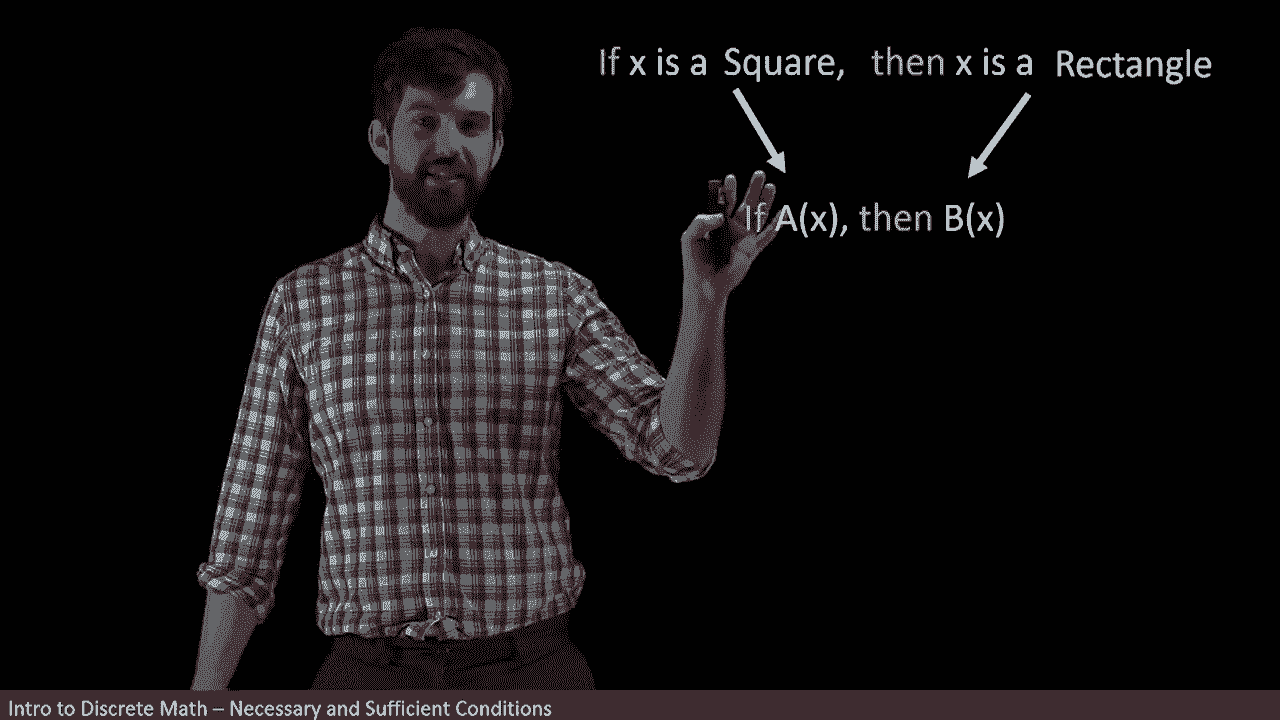 If x is a Square, then x is a Rectangle
If A(x), then B(x)
Intro to Discrete Math – Necessary and Sufficient Conditions